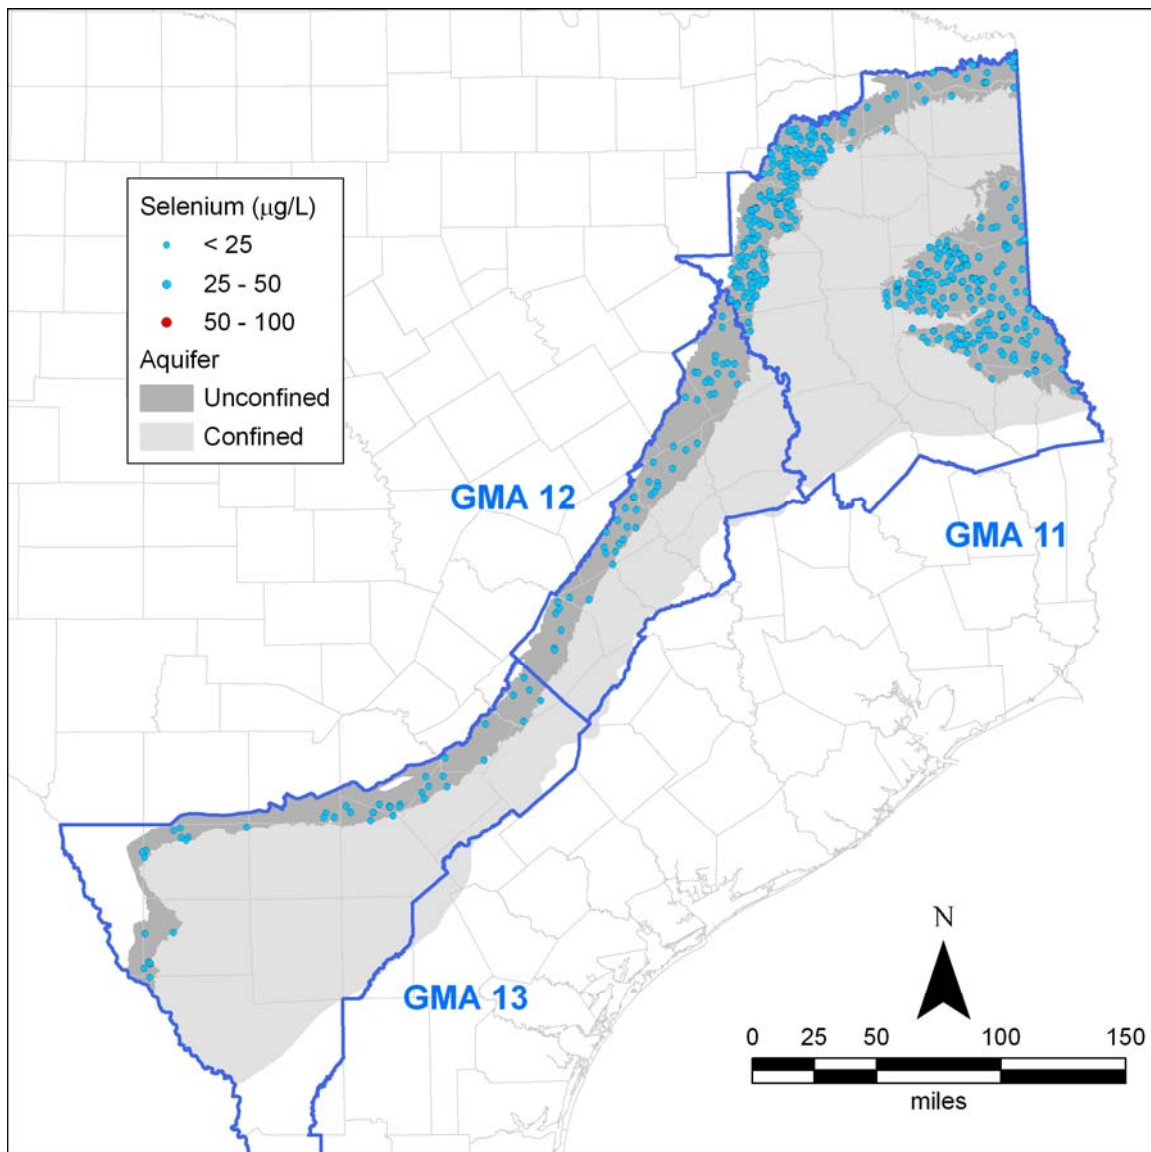 Selenium (μg/L)
< 25
25 - 50
50 - 100
Aquifer
Unconfined
Confined
GMA 12
GMA 11
GMA 13
N
0 25 50 100 150
miles